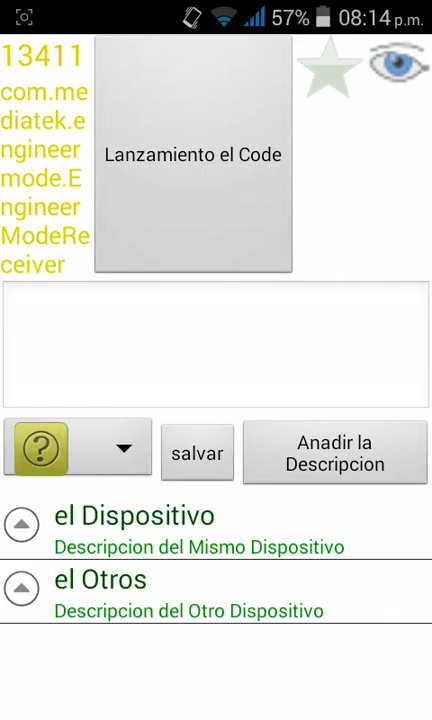 57% 08:14 p.m.
13411
com.me
diatek.e
ngineer
mode.E
ngineer
ModeRe
ceiver
Lanzamiento el Code
salvar
Anadir la
Descripcion
el Dispositivo
Descripcion del Mismo Dispositivo
el Otros
Descripcion del Otro Dispositivo